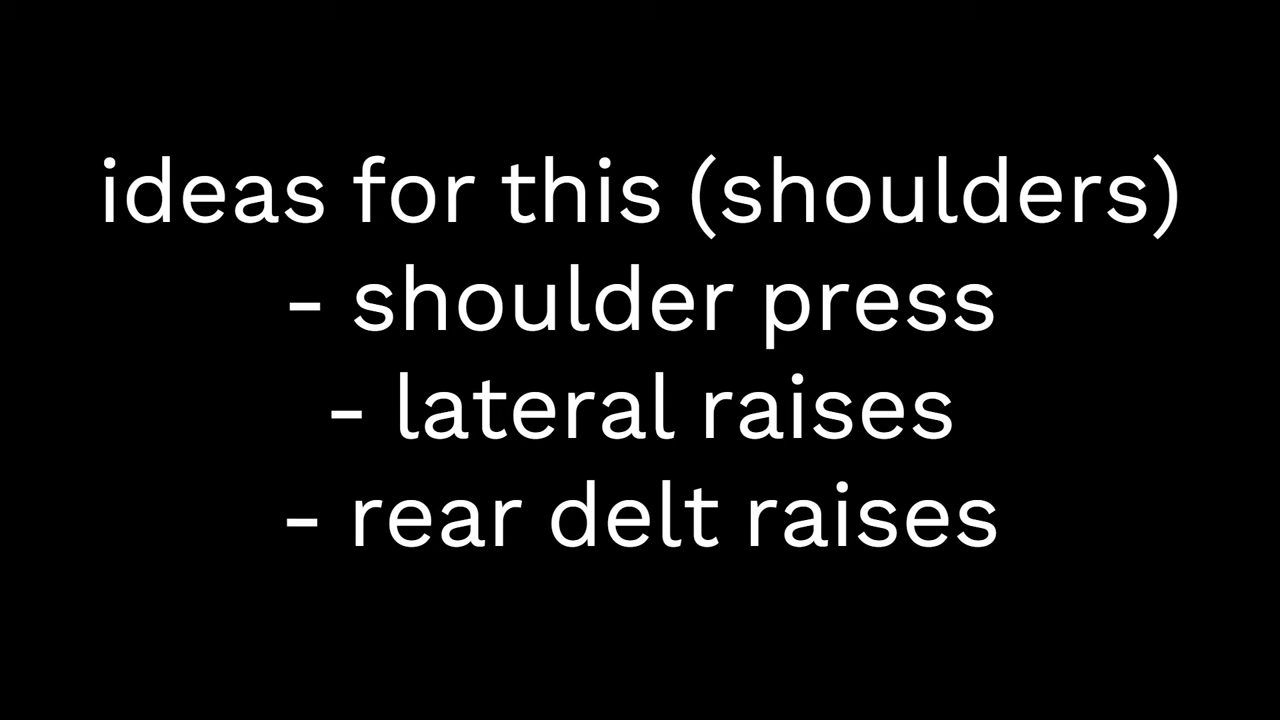 ideas for this (shoulders)
- shoulder press
- lateral raises
- rear delt raises